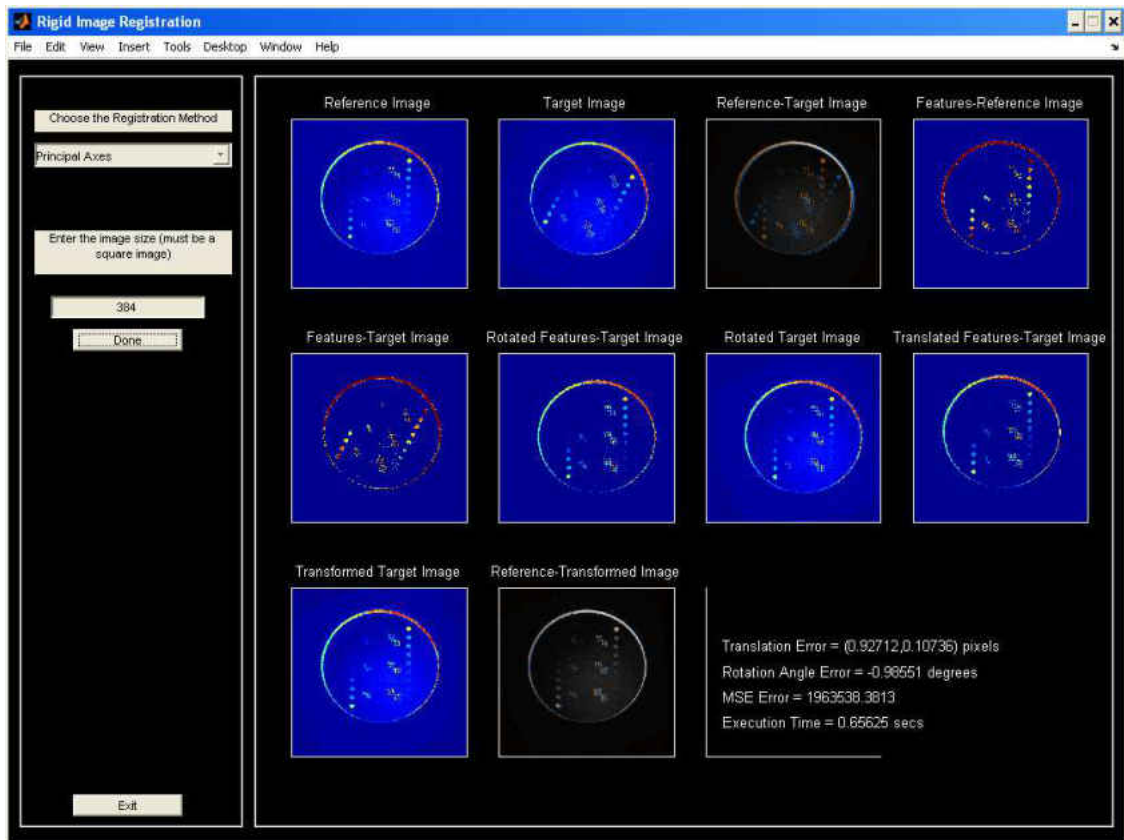 Rigid Image Registration
File Edit View Insert Tools Desktop Window Help
Choose the Registration Method
Principal Axes
Enter the image size (must be a
square image)
384
Done
Exit
Reference Image
Target Image
Reference-Target Image
Features-Reference Image
Features-Target Image
Rotated Features-Target Image
Rotated Target Image
Translated Features-Target Image
Transformed Target Image
Reference-Transformed Image
Translation Error = (0.92712,0.10736) pixels
Rotation Angle Error = -0.98551 degrees
MSE Error = 1963538.3813
Execution Time = 0.65625 secs